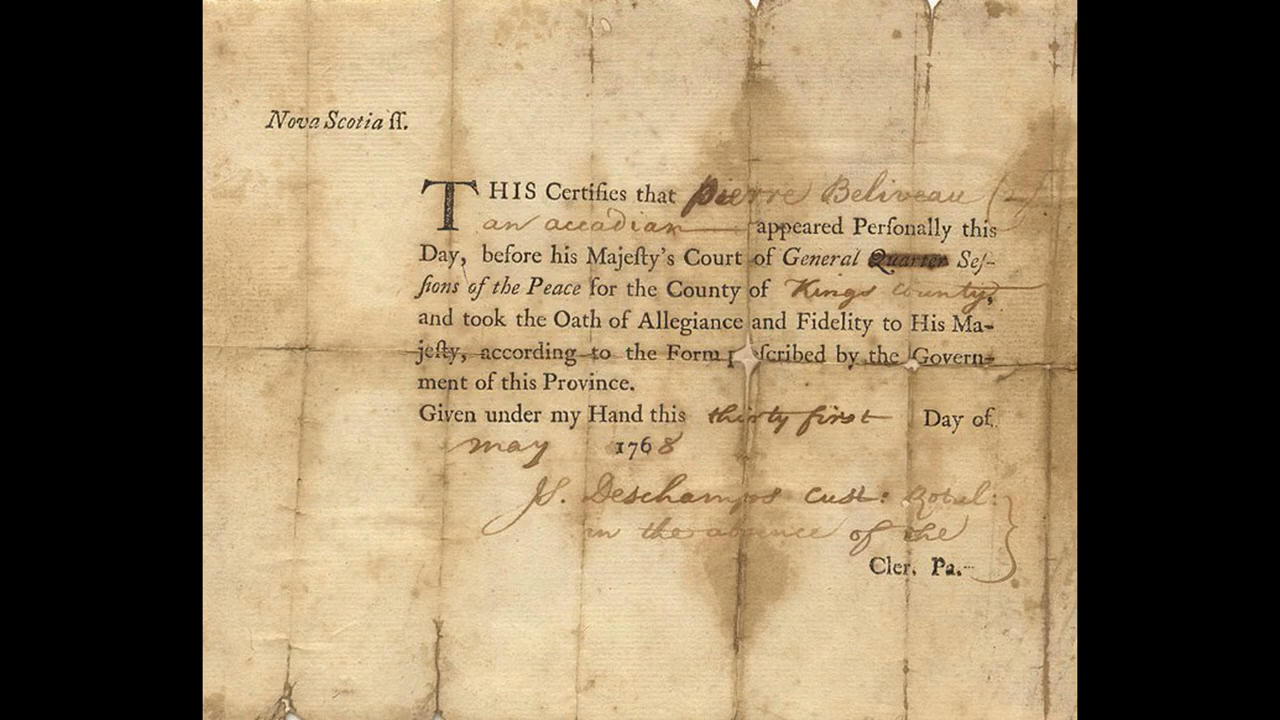 Nova Scotia ſſ.
THIS Certifies that pierre Beliveau
an accadian appeared Perſonally this
Day, before his Majeſty's Court of General Quarter Seſ-
ſions of the Peace for the County of Kings County,
and took the Oath of Allegiance and Fidelity to His Ma-
jeſty, according to the Form p ſcribed by the Govern-
ment of this Province.
Given under my Hand this thirty first Day of
may 1768
JS. Deschamps Cust: Rotul:
in the absence of the
Cler. Pa.